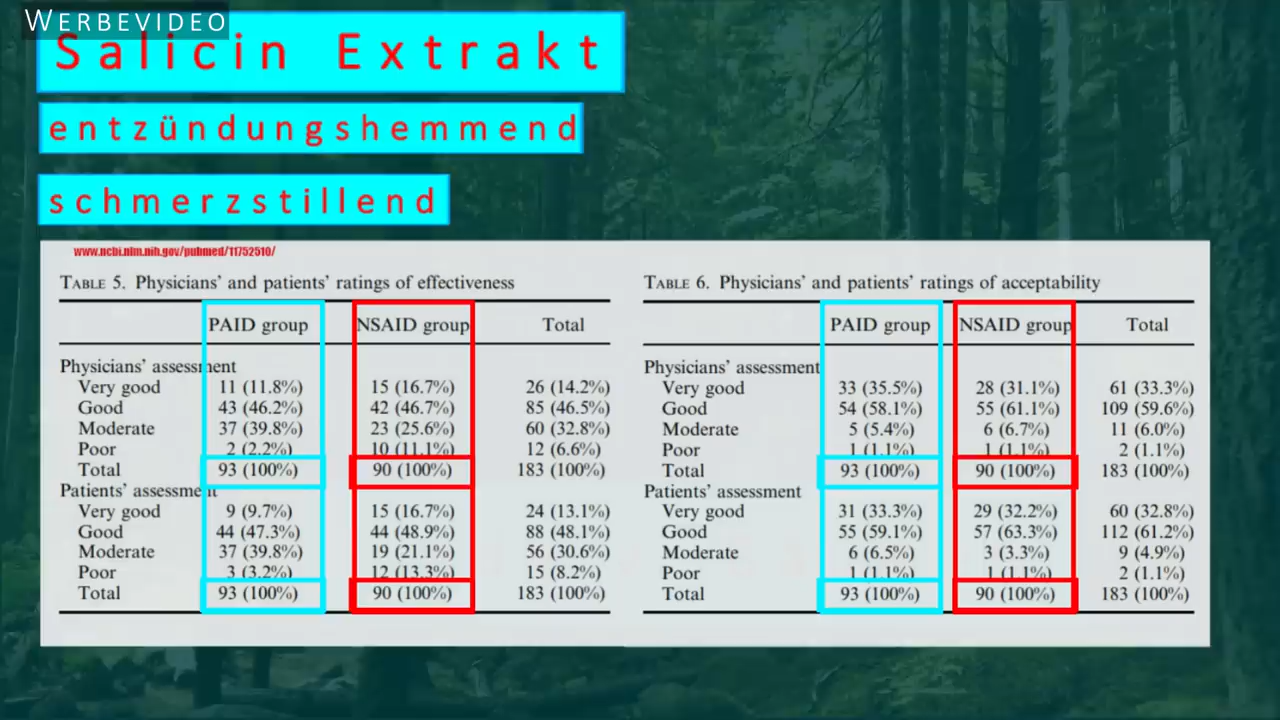 WERBEVIDEO
Salicin Extrakt
entzündungshemmend
schmerzstillend
www.ncbi.nlm.nih.gov/pubmed/11752510/
TABLE 5. Physicians' and patients' ratings of effectiveness
PAID group NSAID group Total
Physicians' assessment
Very good 11 (11.8%) 15 (16.7%) 26 (14.2%)
Good 43 (46.2%) 42 (46.7%) 85 (46.5%)
Moderate 37 (39.8%) 23 (25.6%) 60 (32.8%)
Poor 2 (2.2%) 10 (11.1%) 12 (6.6%)
Total 93 (100%) 90 (100%) 183 (100%)
Patients' assessment
Very good 9 (9.7%) 15 (16.7%) 24 (13.1%)
Good 44 (47.3%) 44 (48.9%) 88 (48.1%)
Moderate 37 (39.8%) 19 (21.1%) 56 (30.6%)
Poor 3 (3.2%) 12 (13.3%) 15 (8.2%)
Total 93 (100%) 90 (100%) 183 (100%)
TABLE 6. Physicians' and patients' ratings of acceptability
PAID group NSAID group Total
Physicians' assessment
Very good 33 (35.5%) 28 (31.1%) 61 (33.3%)
Good 54 (58.1%) 55 (61.1%) 109 (59.6%)
Moderate 5 (5.4%) 6 (6.7%) 11 (6.0%)
Poor 1 (1.1%) 1 (1.1%) 2 (1.1%)
Total 93 (100%) 90 (100%) 183 (100%)
Patients' assessment
Very good 31 (33.3%) 29 (32.2%) 60 (32.8%)
Good 55 (59.1%) 57 (63.3%) 112 (61.2%)
Moderate 6 (6.5%) 3 (3.3%) 9 (4.9%)
Poor 1 (1.1%) 1 (1.1%) 2 (1.1%)
Total 93 (100%) 90 (100%) 183 (100%)